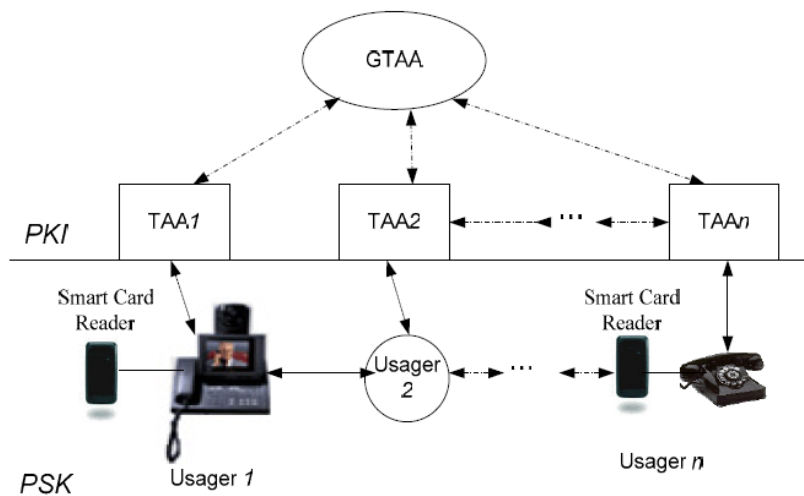 GTAA
TAA1
TAA2
...
TAAn
PKI
Smart Card
Reader
Smart Card
Reader
Usager
2
...
Usager 1
Usager n
PSK